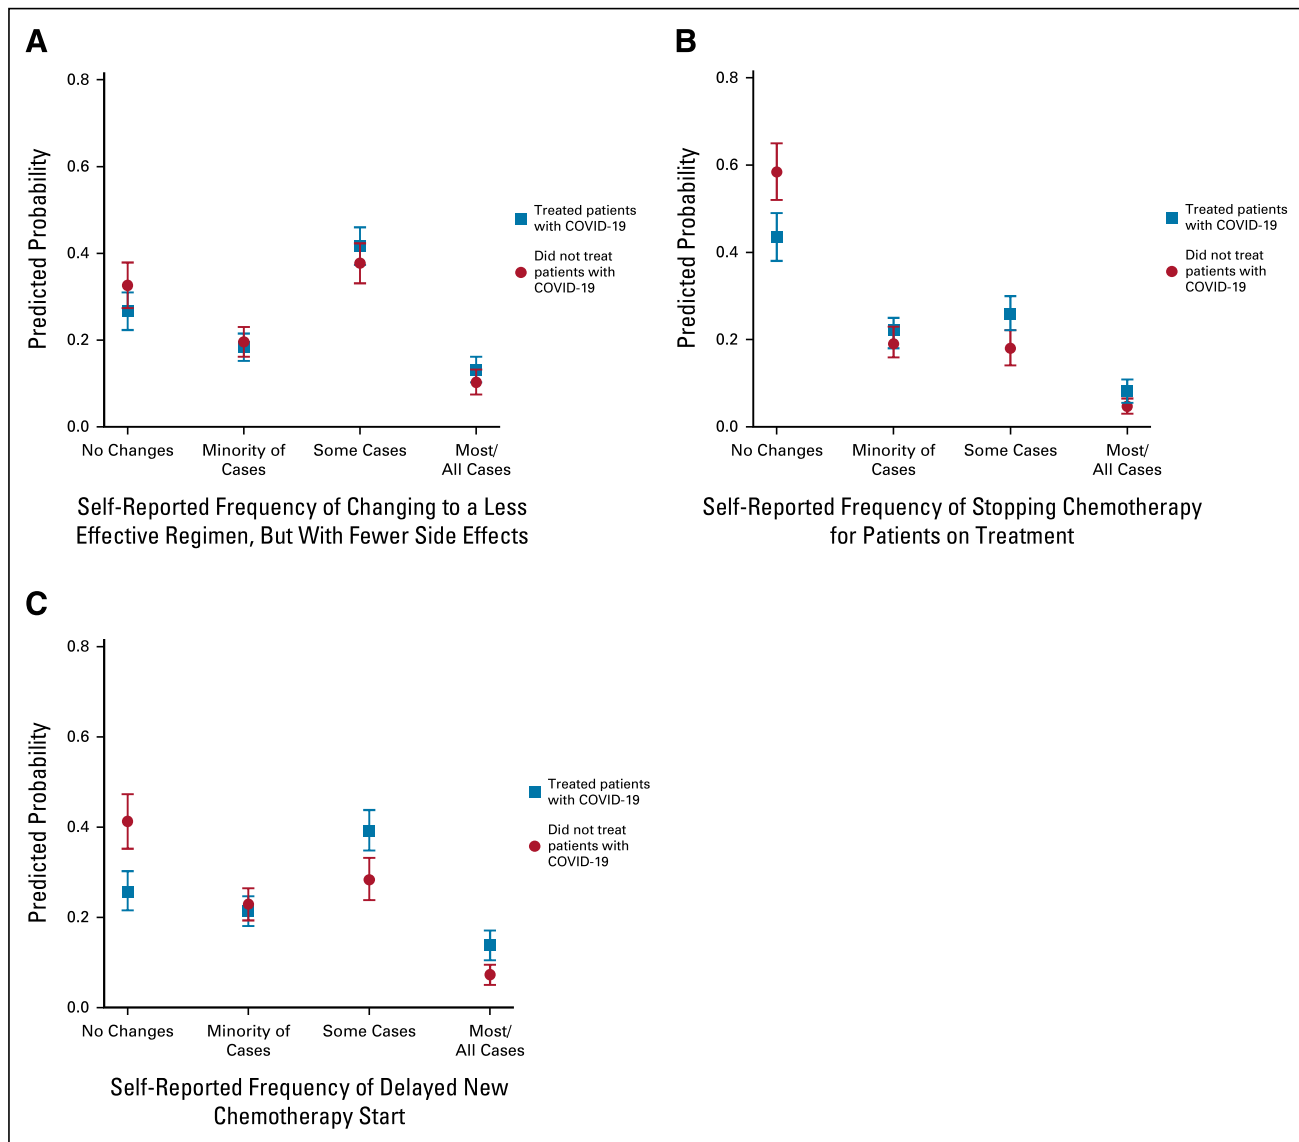 A
Predicted Probability
0.8
0.6
0.4
0.2
0.0
No Changes
Minority of
Cases
Some Cases
Most/
All Cases
Self-Reported Frequency of Changing to a Less
Effective Regimen, But With Fewer Side Effects
Treated patients
with COVID-19
Did not treat
patients with
COVID-19
B
Predicted Probability
0.8
0.6
0.4
0.2
0.0
No Changes
Minority of
Cases
Some Cases
Most/
All Cases
Self-Reported Frequency of Stopping Chemotherapy
for Patients on Treatment
Treated patients
with COVID-19
Did not treat
patients with
COVID-19
C
Predicted Probability
0.8
0.6
0.4
0.2
0.0
No Changes
Minority of
Cases
Some Cases
Most/
All Cases
Self-Reported Frequency of Delayed New
Chemotherapy Start
Treated patients
with COVID-19
Did not treat
patients with
COVID-19